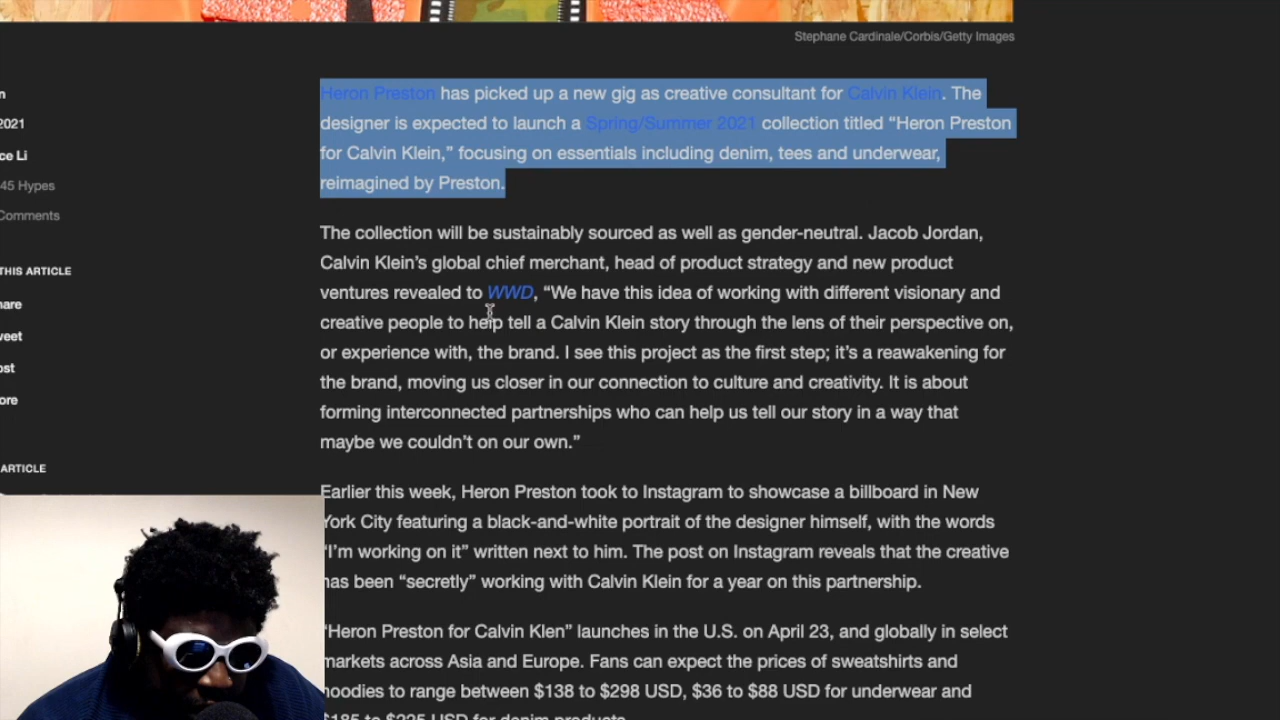 Stephane Cardinale/Corbis/Getty Images
n
2021
ce Li
45 Hypes
Comments
THIS ARTICLE
hare
weet
ost
ore
ARTICLE
Heron Preston has picked up a new gig as creative consultant for Calvin Klein. The
designer is expected to launch a Spring/Summer 2021 collection titled “Heron Preston
for Calvin Klein,” focusing on essentials including denim, tees and underwear,
reimagined by Preston.
The collection will be sustainably sourced as well as gender-neutral. Jacob Jordan,
Calvin Klein’s global chief merchant, head of product strategy and new product
ventures revealed to WWD, “We have this idea of working with different visionary and
creative people to help tell a Calvin Klein story through the lens of their perspective on,
or experience with, the brand. I see this project as the first step; it’s a reawakening for
the brand, moving us closer in our connection to culture and creativity. It is about
forming interconnected partnerships who can help us tell our story in a way that
maybe we couldn’t on our own.”
Earlier this week, Heron Preston took to Instagram to showcase a billboard in New
York City featuring a black-and-white portrait of the designer himself, with the words
“I’m working on it” written next to him. The post on Instagram reveals that the creative
has been “secretly” working with Calvin Klein for a year on this partnership.
“Heron Preston for Calvin Klen” launches in the U.S. on April 23, and globally in select
markets across Asia and Europe. Fans can expect the prices of sweatshirts and
hoodies to range between $138 to $298 USD, $36 to $88 USD for underwear and
$185 to $225 USD for denim products.